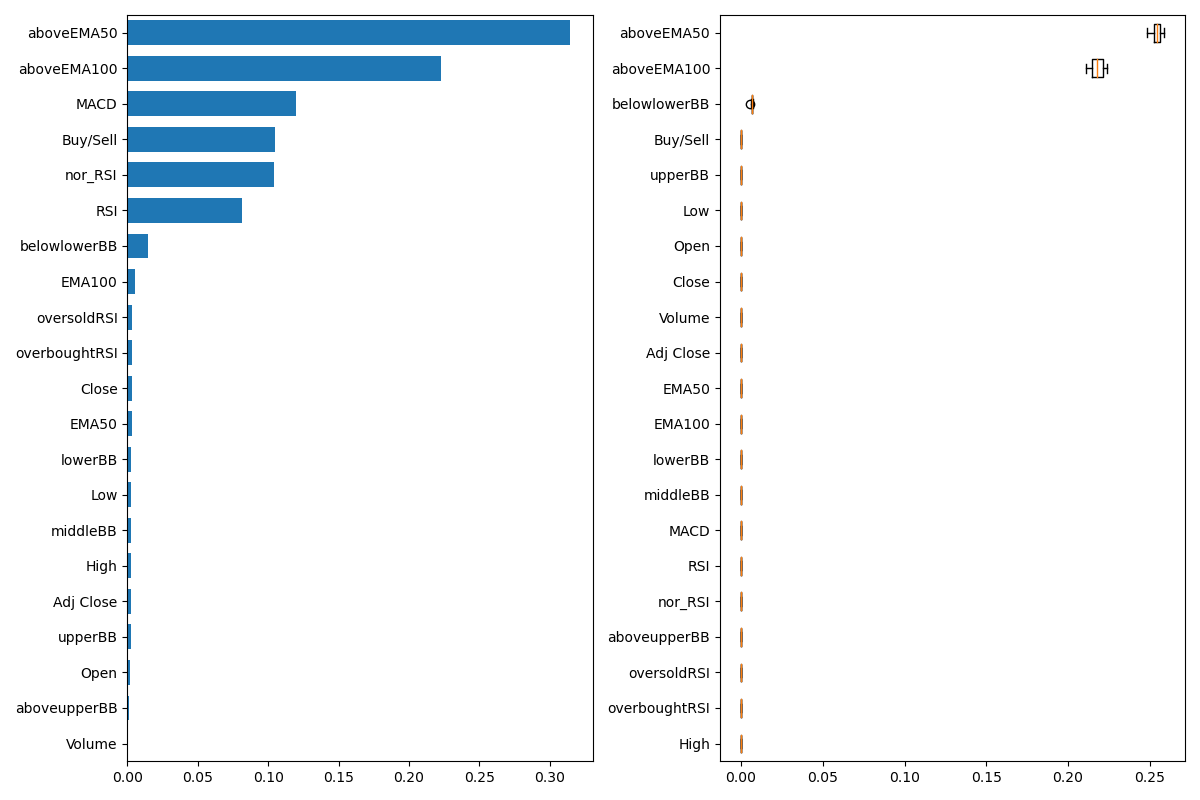 aboveEMA50
aboveEMA100
MACD
Buy/Sell
nor_RSI
RSI
belowlowerBB
EMA100
oversoldRSI
overboughtRSI
Close
EMA50
lowerBB
Low
middleBB
High
Adj Close
upperBB
Open
aboveupperBB
Volume
0.00 0.05 0.10 0.15 0.20 0.25 0.30
aboveEMA50
aboveEMA100
belowlowerBB
Buy/Sell
upperBB
Low
Open
Close
Volume
Adj Close
EMA50
EMA100
lowerBB
middleBB
MACD
RSI
nor_RSI
aboveupperBB
oversoldRSI
overboughtRSI
High
0.00 0.05 0.10 0.15 0.20 0.25